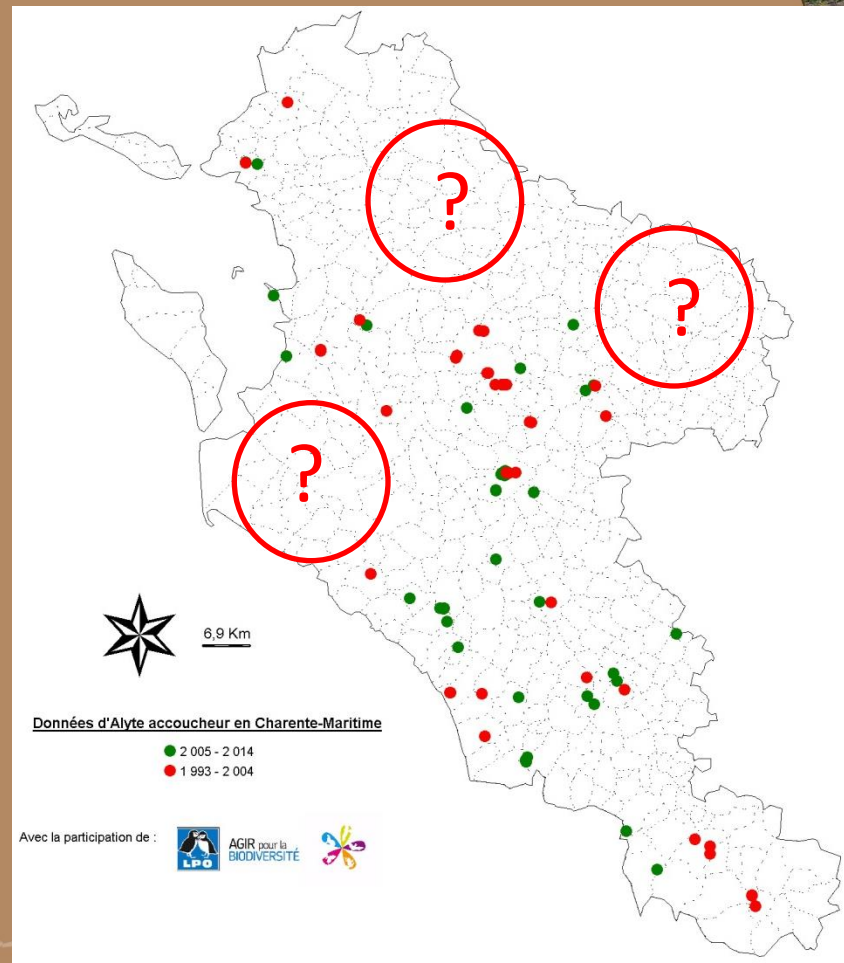 ?
?
?
6,9 Km
Données d'Alyte accoucheur en Charente-Maritime
2 005 - 2 014
1 993 - 2 004
Avec la participation de :
LPO
AGIR pour la
BIODIVERSITÉ